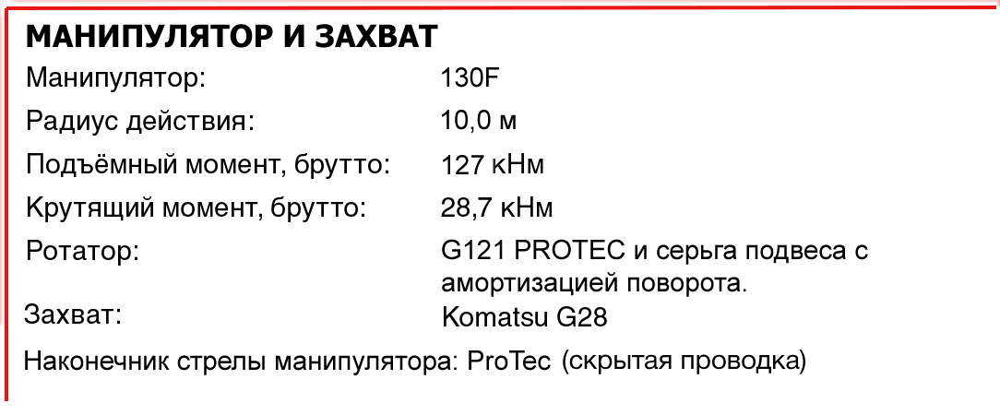 МАНИПУЛЯТОР И ЗАХВАТ
Манипулятор: 130F
Радиус действия: 10,0 м
Подъёмный момент, брутто: 127 кНм
Крутящий момент, брутто: 28,7 кНм
Ротатор: G121 PROTEC и серьга подвеса с
амортизацией поворота.
Захват: Komatsu G28
Наконечник стрелы манипулятора: ProTec (скрытая проводка)